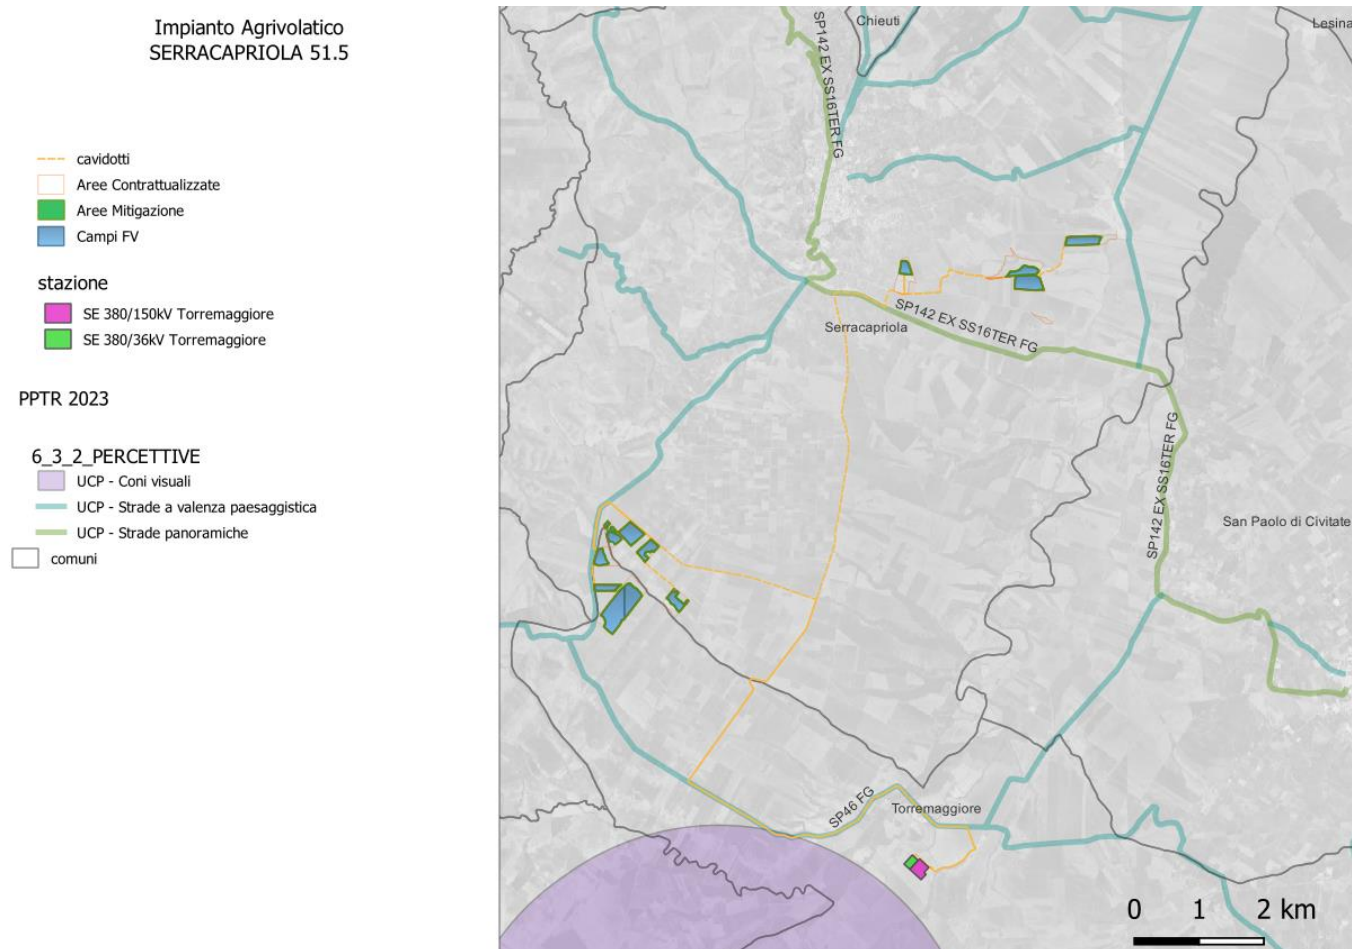 Impianto Agrivolatico
SERRACAPRIOLA 51.5
cavidotti
Aree Contrattualizzate
Aree Mitigazione
Campi FV
stazione
SE 380/150kV Torremaggiore
SE 380/36kV Torremaggiore
PPTR 2023
6_3_2_PERCETTIVE
UCP - Coni visuali
UCP - Strade a valenza paesaggistica
UCP - Strade panoramiche
comuni
Chieuti
Lesina
SP142 EX SS16TER FG
SP142 EX SS16TER FG
Serracapriola
SP142 EX SS16TER FG
San Paolo di Civitate
SP46 FG
Torremaggiore
0 1 2 km